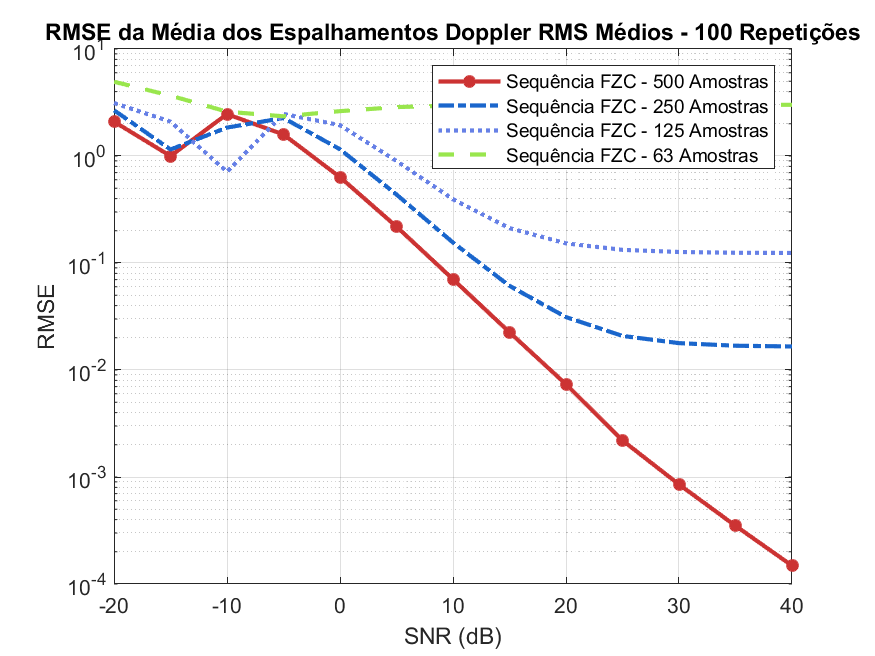 RMSE da Média dos Espalhamentos Doppler RMS Médios - 100 Repetições
10^1
Sequência FZC - 500 Amostras
Sequência FZC - 250 Amostras
Sequência FZC - 125 Amostras
Sequência FZC - 63 Amostras
10^0
10^-1
RMSE
10^-2
10^-3
10^-4
-20 -10 0 10 20 30 40
SNR (dB)